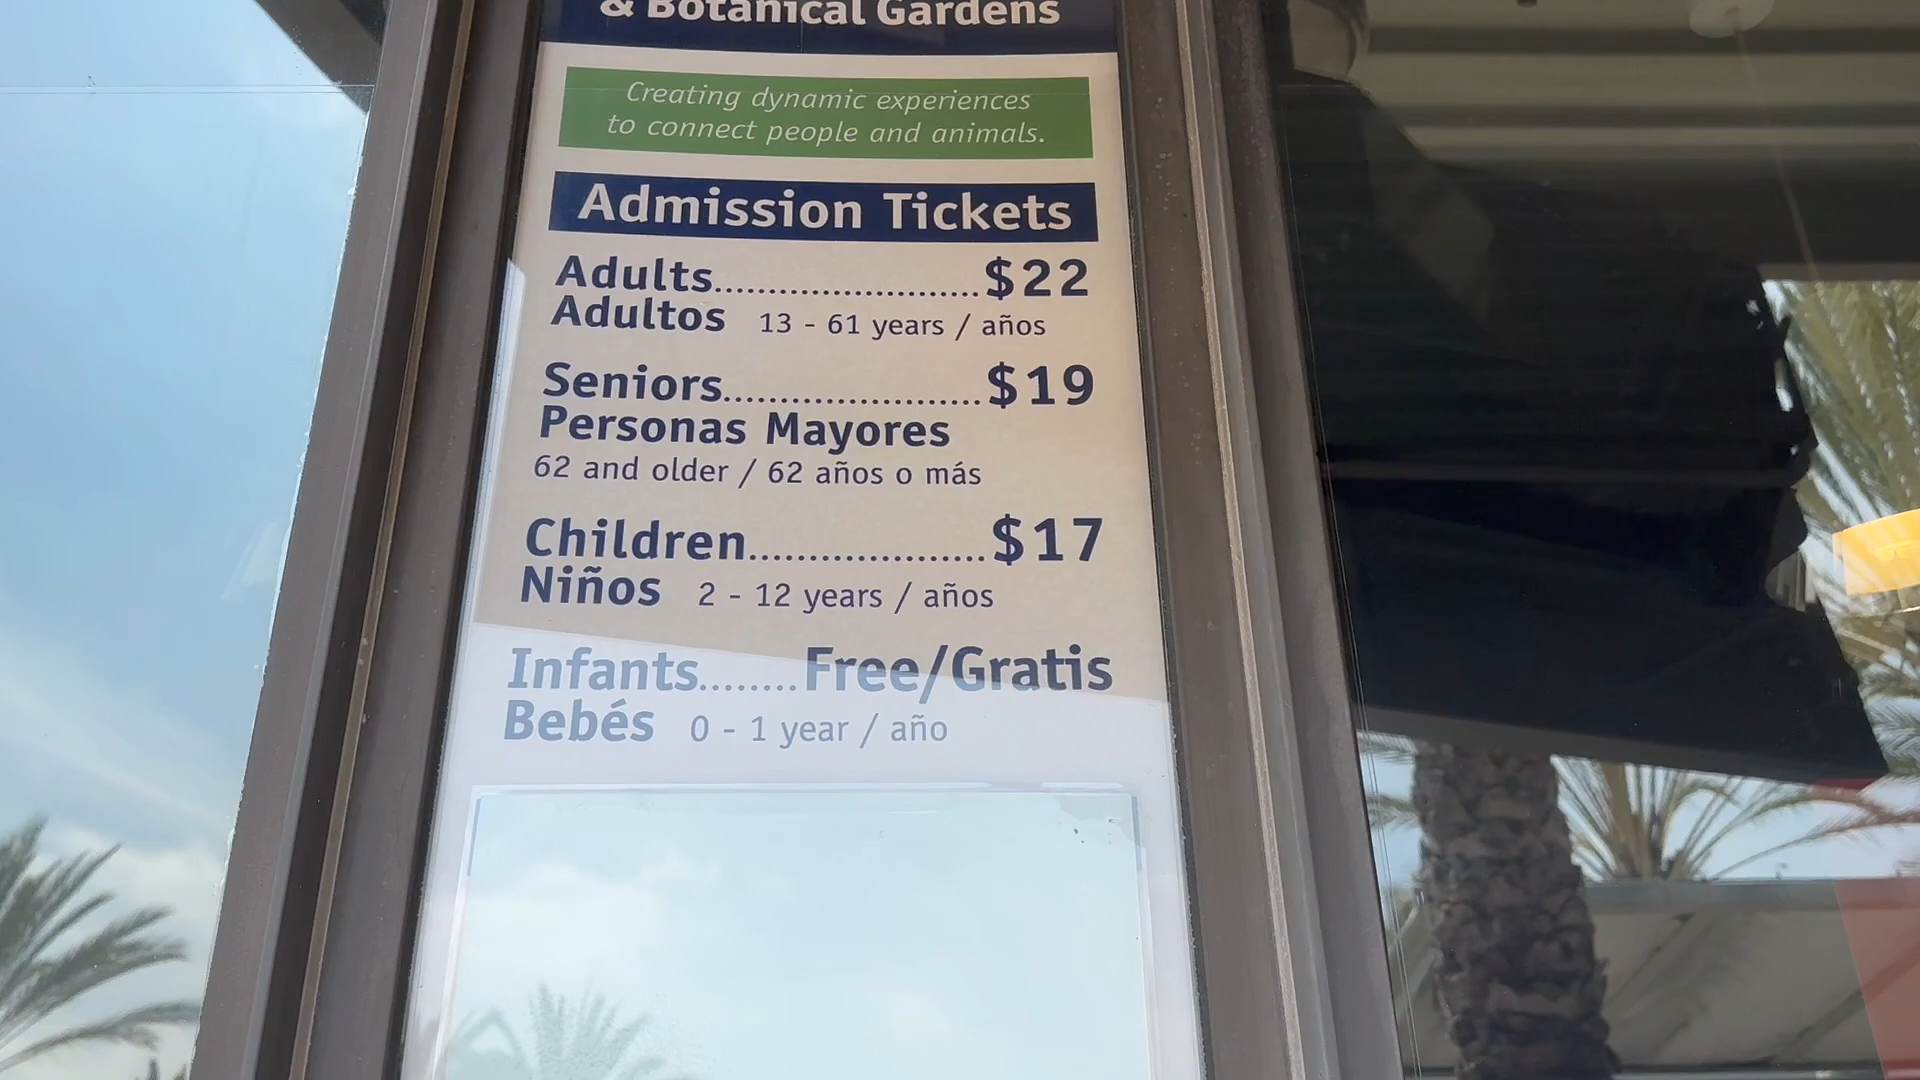 & Botanical Gardens
Creating dynamic experiences
to connect people and animals.
Admission Tickets
Adults........................$22
Adultos 13 - 61 years / años
Seniors.......................$19
Personas Mayores
62 and older / 62 años o más
Children....................$17
Niños 2 - 12 years / años
Infants........Free/Gratis
Bebés 0 - 1 year / año